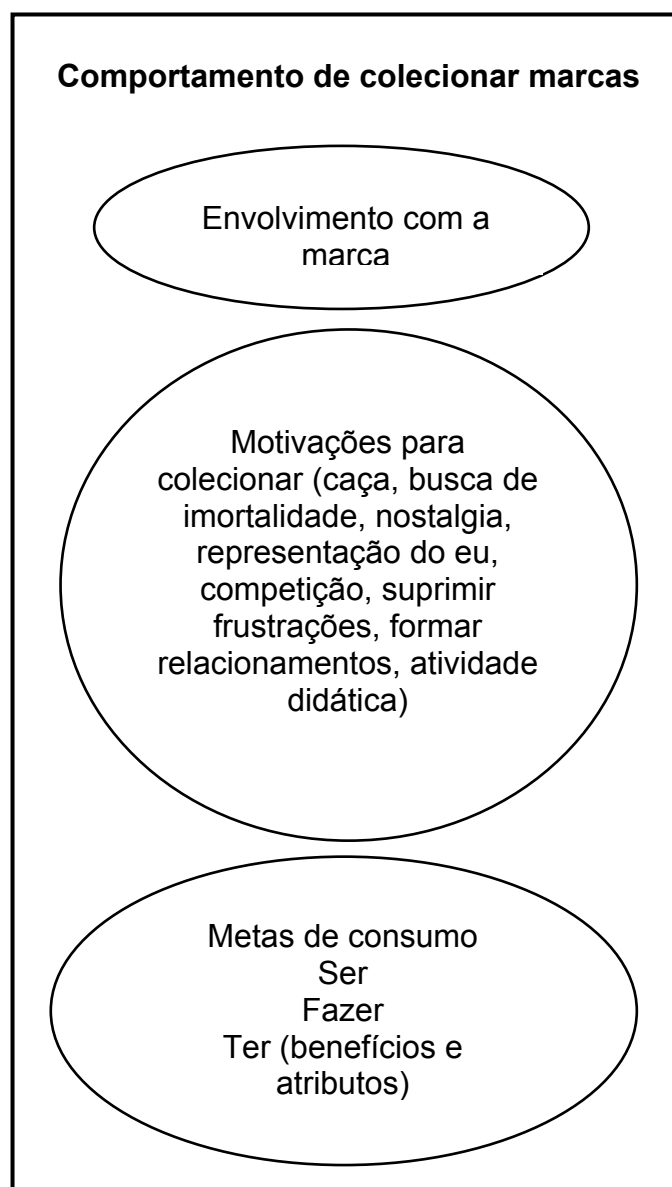 Comportamento de colecionar marcas
Envolvimento com a
marca
Motivações para
colecionar (caça, busca de
imortalidade, nostalgia,
representação do eu,
competição, suprimir
frustrações, formar
relacionamentos, atividade
didática)
Metas de consumo
Ser
Fazer
Ter (benefícios e
atributos)